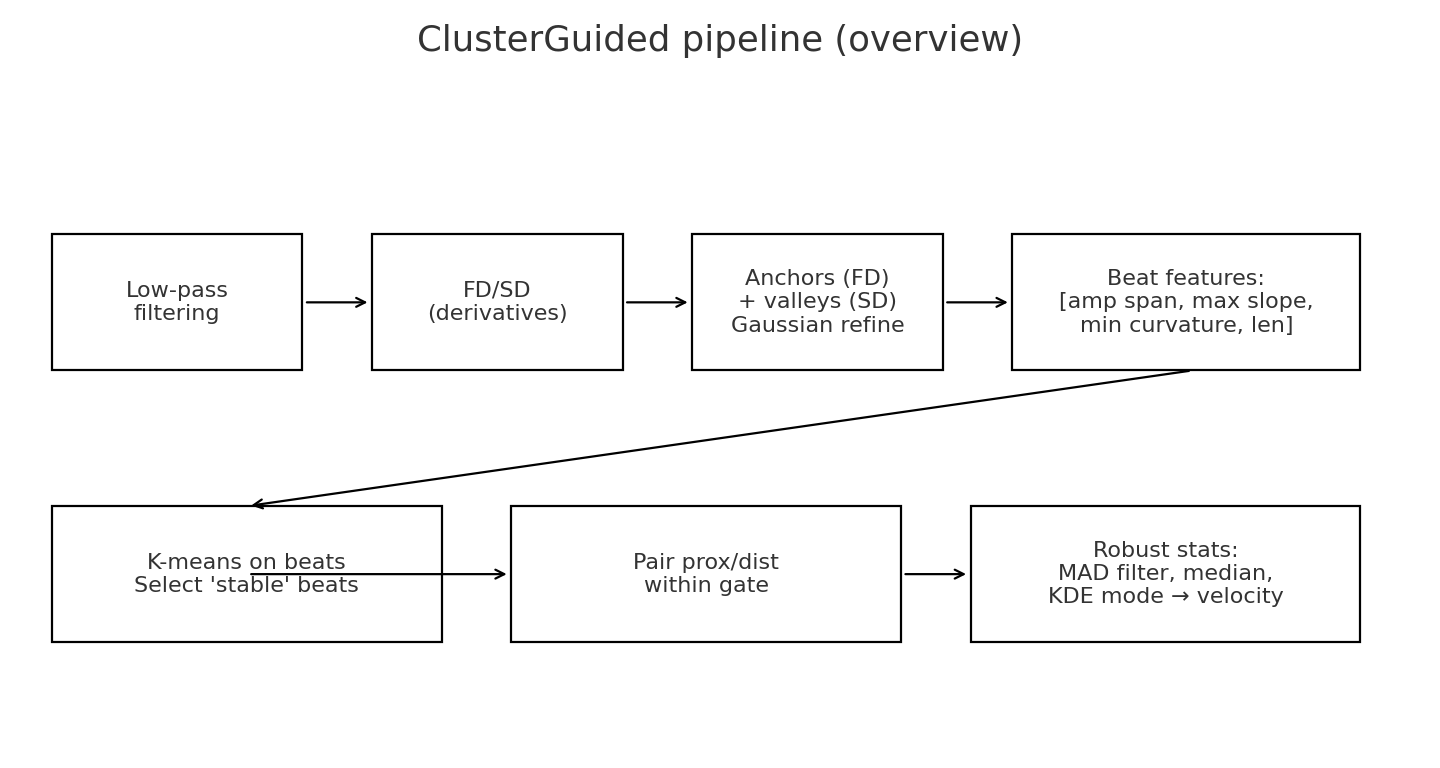 ClusterGuided pipeline (overview)
Low-pass
filtering
FD/SD
(derivatives)
Anchors (FD)
+ valleys (SD)
Gaussian refine
Beat features:
[amp span, max slope,
min curvature, len]
K-means on beats
Select 'stable' beats
Pair prox/dist
within gate
Robust stats:
MAD filter, median,
KDE mode → velocity